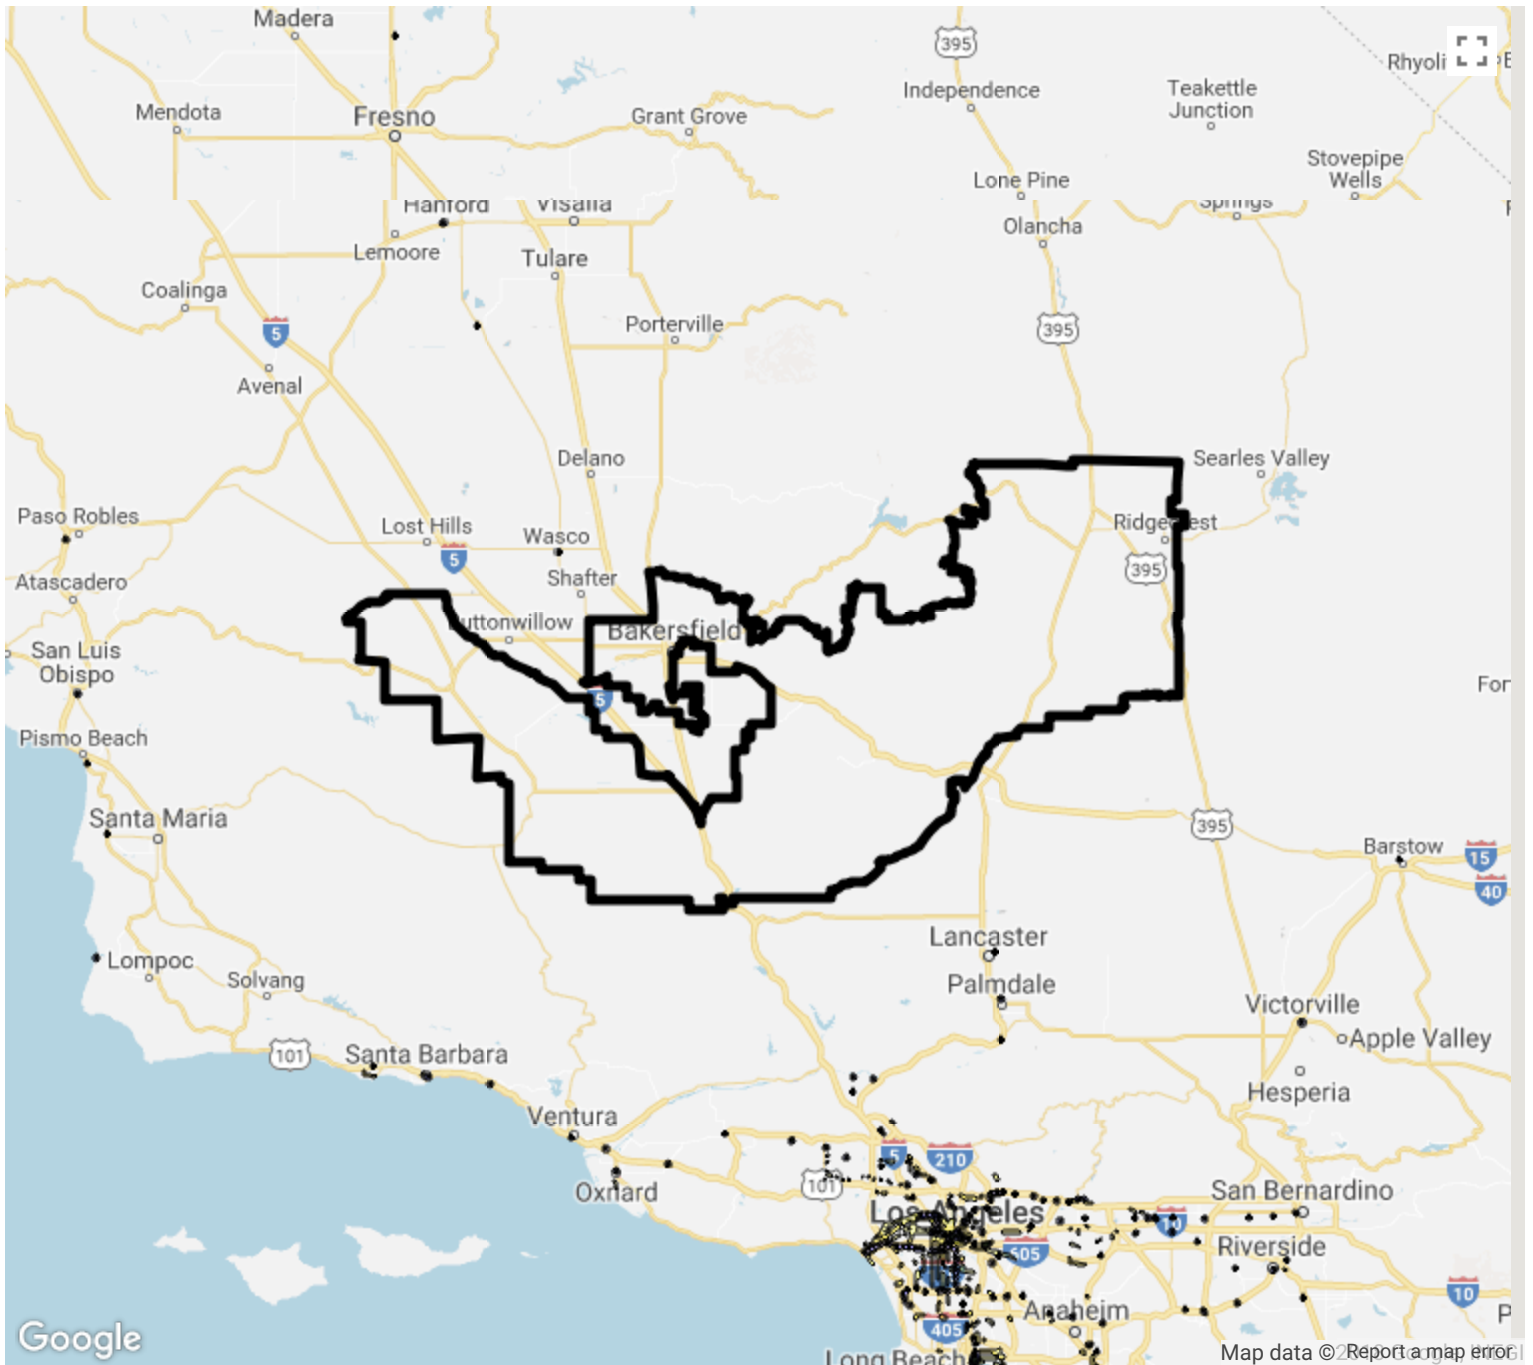 Madera
395
Rhyoli
Independence
Teakettle
Junction
Mendota
Fresno
Grant Grove
Stovepipe
Wells
Lone Pine
Hanford
Visalia
Springs
Olancha
Lemoore
Tulare
Coalinga
5
Porterville
395
Avenal
Delano
Searles Valley
Paso Robles
Lost Hills
Wasco
Ridgecrest
5
395
Atascadero
Shafter
uttonwillow
Bakersfield
San Luis
Obispo
5
For
Pismo Beach
Santa Maria
395
Barstow
15
40
Lancaster
Lompoc
Palmdale
Solvang
Victorville
Apple Valley
101
Santa Barbara
Hesperia
Ventura
5
210
101
Oxnard
San Bernardino
Los Angeles
10
605
Riverside
10
Anaheim
P
405
Google
Long Beach
Map data ©
Report a map error